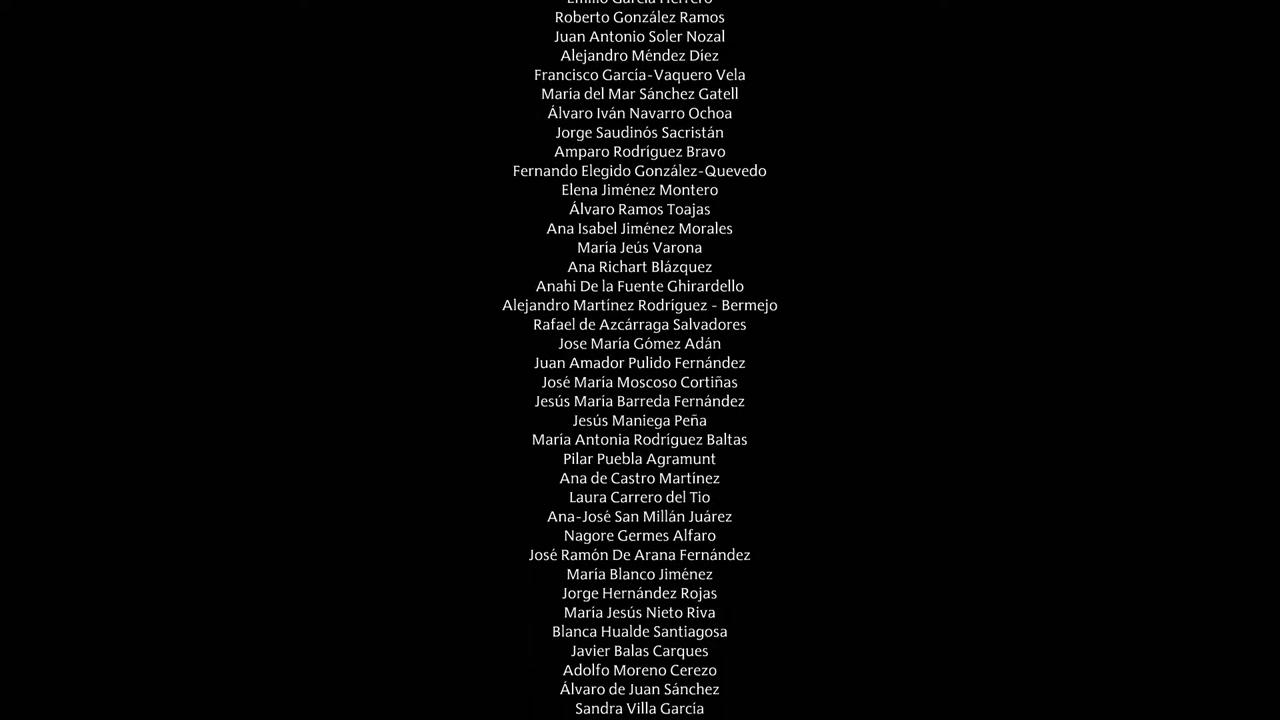 Emilio García Herrero
Roberto González Ramos
Juan Antonio Soler Nozal
Alejandro Méndez Díez
Francisco García-Vaquero Vela
María del Mar Sánchez Gatell
Álvaro Iván Navarro Ochoa
Jorge Saudinós Sacristán
Amparo Rodríguez Bravo
Fernando Elegido González-Quevedo
Elena Jiménez Montero
Álvaro Ramos Toajas
Ana Isabel Jiménez Morales
María Jeús Varona
Ana Richart Blázquez
Anahi De la Fuente Ghirardello
Alejandro Martínez Rodríguez - Bermejo
Rafael de Azcárraga Salvadores
Jose María Gómez Adán
Juan Amador Pulido Fernández
José María Moscoso Cortiñas
Jesús María Barreda Fernández
Jesús Maniega Peña
María Antonia Rodríguez Baltas
Pilar Puebla Agramunt
Ana de Castro Martínez
Laura Carrero del Tio
Ana-José San Millán Juárez
Nagore Germes Alfaro
José Ramón De Arana Fernández
María Blanco Jiménez
Jorge Hernández Rojas
María Jesús Nieto Riva
Blanca Hualde Santiagosa
Javier Balas Carques
Adolfo Moreno Cerezo
Álvaro de Juan Sánchez
Sandra Villa García